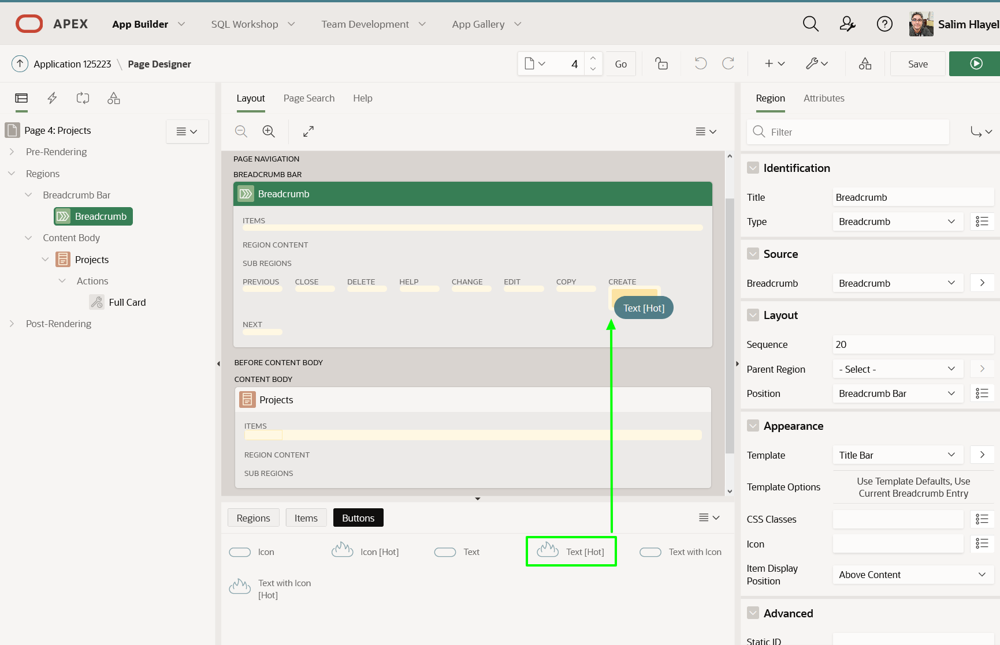 APEX App Builder SQL Workshop Team Development App Gallery Salim Hlayel
Application 125223 \ Page Designer 4 Go Save
Layout Page Search Help
Region Attributes
Page 4: Projects
Pre-Rendering
Regions
Breadcrumb Bar
Breadcrumb
Content Body
Projects
Actions
Full Card
Post-Rendering
PAGE NAVIGATION
BREADCRUMB BAR
Breadcrumb
ITEMS
REGION CONTENT
SUB REGIONS
PREVIOUS CLOSE DELETE HELP CHANGE EDIT COPY CREATE
Text [Hot]
NEXT
BEFORE CONTENT BODY
CONTENT BODY
Projects
ITEMS
REGION CONTENT
SUB REGIONS
Regions Items Buttons
Icon Icon [Hot] Text Text [Hot] Text with Icon
Text with Icon
[Hot]
Filter
Identification
Title Breadcrumb
Type Breadcrumb
Source
Breadcrumb Breadcrumb
Layout
Sequence 20
Parent Region - Select -
Position Breadcrumb Bar
Appearance
Template Title Bar
Template Options Use Template Defaults, Use
Current Breadcrumb Entry
CSS Classes
Icon
Item Display
Position Above Content
Advanced
Static ID